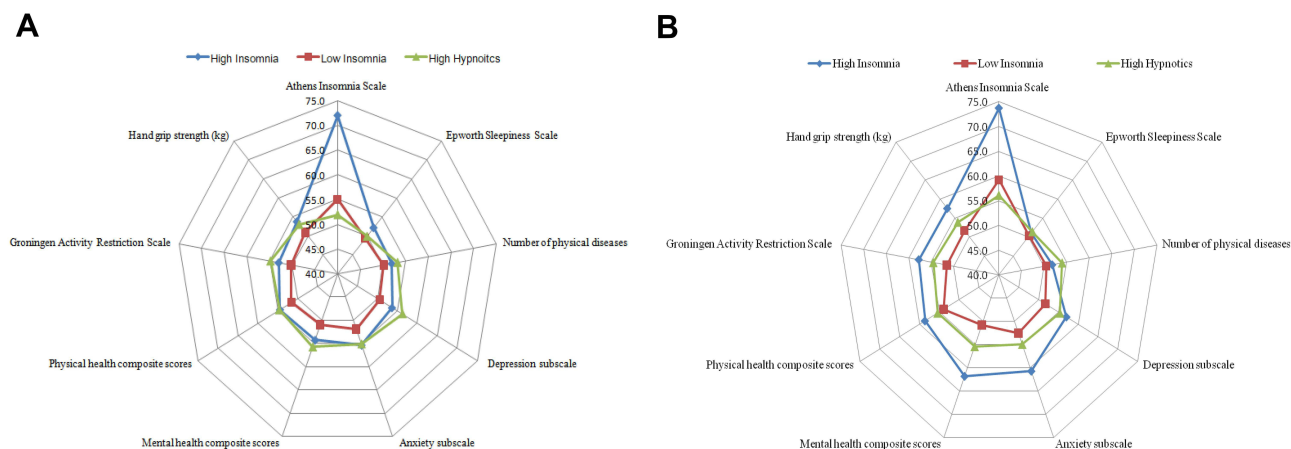 A
High Insomnia Low Insomnia High Hypnoitcs
Athens Insomnia Scale
75.0
70.0
65.0
60.0
55.0
50.0
45.0
40.0
Epworth Sleepiness Scale
Number of physical diseases
Depression subscale
Anxiety subscale
Mental health composite scores
Physical health composite scores
Groningen Activity Restriction Scale
Hand grip strength (kg)
B
High Insomnia Low Insomnia High Hypnotics
Athens Insomnia Scale
75.0
70.0
65.0
60.0
55.0
50.0
45.0
40.0
Epworth Sleepiness Scale
Number of physical diseases
Depression subscale
Anxiety subscale
Mental health composite scores
Physical health composite scores
Groningen Activity Restriction Scale
Hand grip strength (kg)